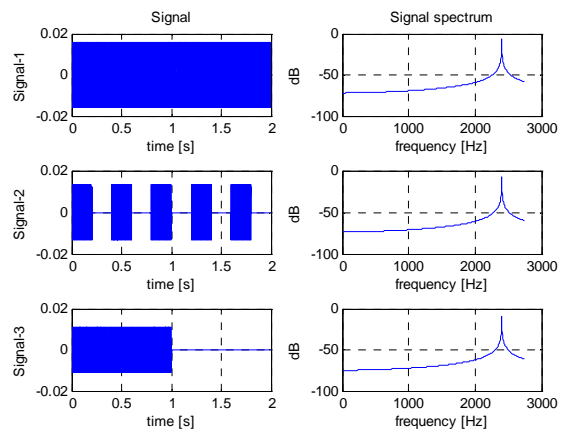 Signal
Signal spectrum
0.02
0
-0.02
Signal-1
0 0.5 1 1.5 2
time [s]
0
-50
-100
dB
0 1000 2000 3000
frequency [Hz]
0.02
0
-0.02
Signal-2
0 0.5 1 1.5 2
time [s]
0
-50
-100
dB
0 1000 2000 3000
frequency [Hz]
0.02
0
-0.02
Signal-3
0 0.5 1 1.5 2
time [s]
0
-50
-100
dB
0 1000 2000 3000
frequency [Hz]